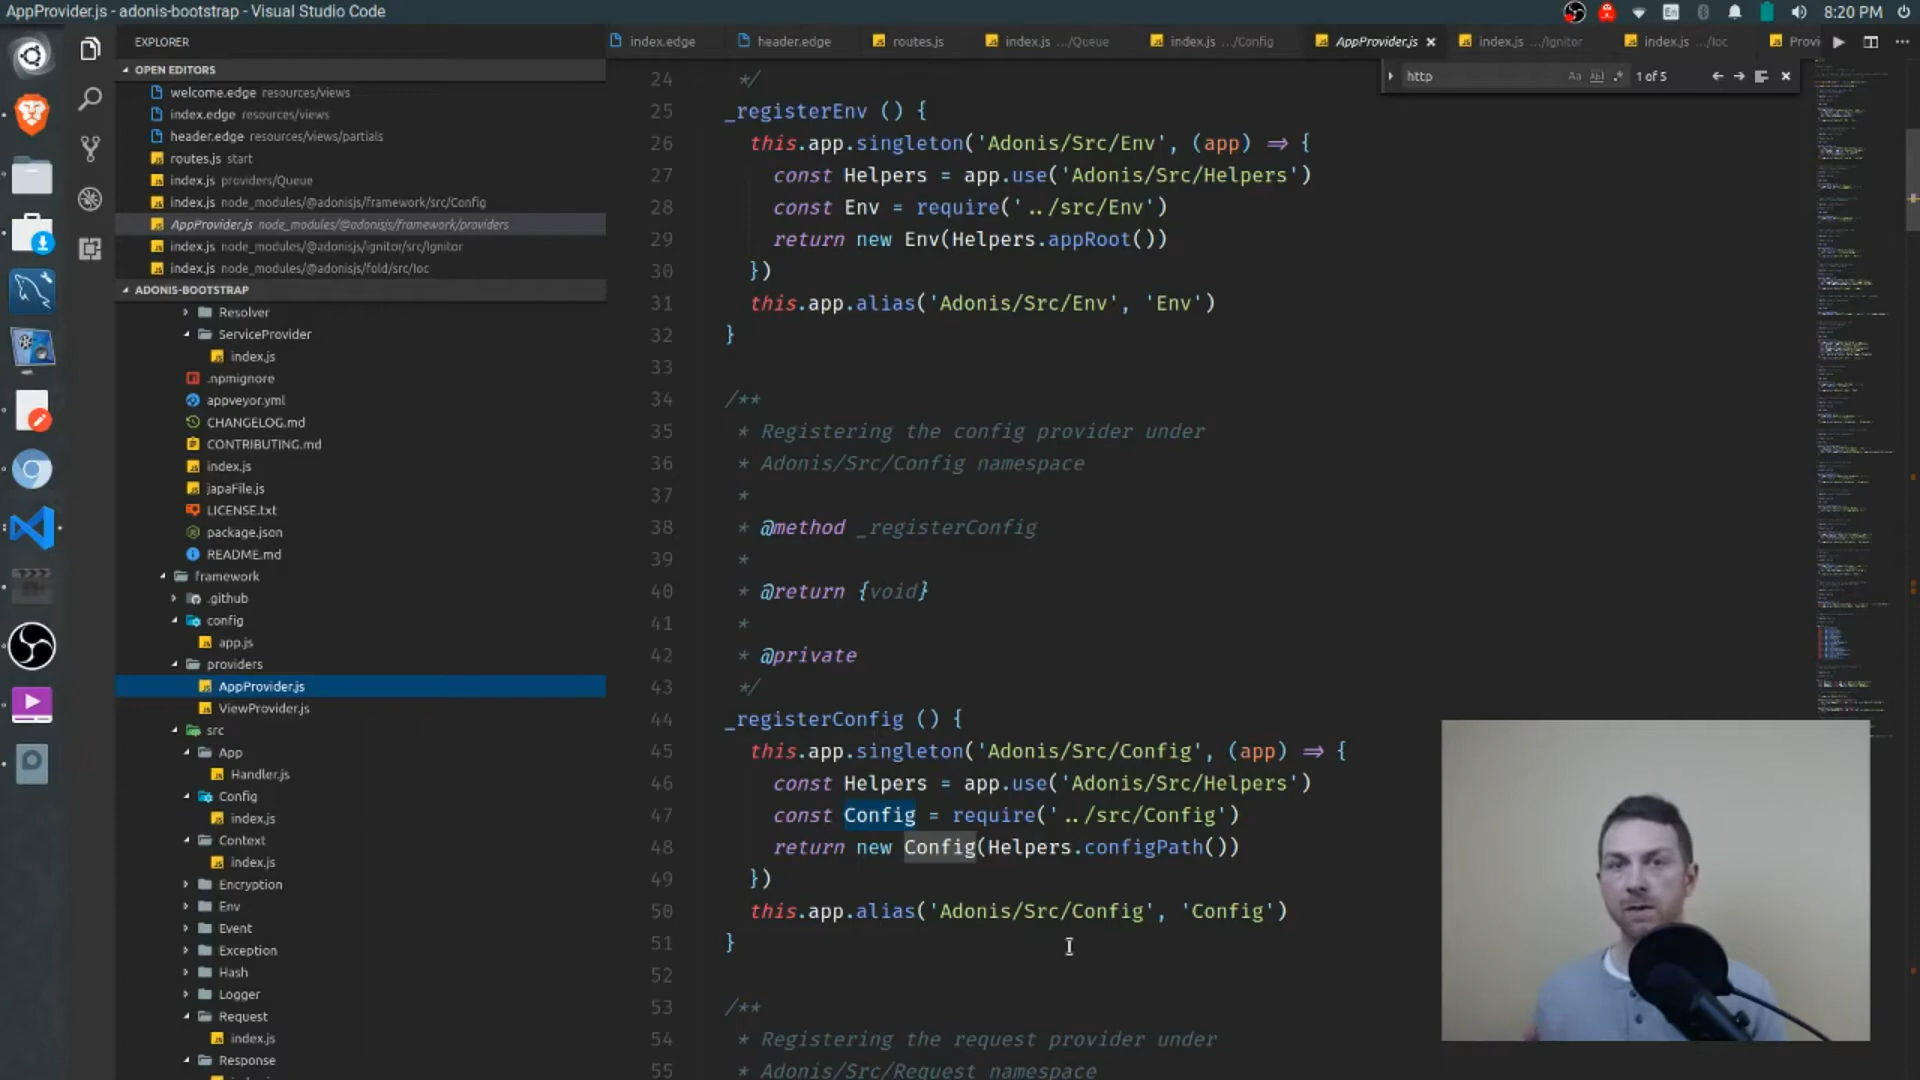 AppProvider.js - adonis-bootstrap - Visual Studio Code
En
8:20 PM
EXPLORER
OPEN EDITORS
welcome.edge resources/views
index.edge resources/views
header.edge resources/views/partials
routes.js start
index.js providers/Queue
index.js node_modules/@adonisjs/framework/src/Config
AppProvider.js node_modules/@adonisjs/framework/providers
index.js node_modules/@adonisjs/ignitor/src/Ignitor
index.js node_modules/@adonisjs/fold/src/Ioc
ADONIS-BOOTSTRAP
Resolver
ServiceProvider
index.js
.npmignore
appveyor.yml
CHANGELOG.md
CONTRIBUTING.md
index.js
japaFile.js
LICENSE.txt
package.json
README.md
framework
.github
config
app.js
providers
AppProvider.js
ViewProvider.js
src
App
Handler.js
Config
index.js
Context
index.js
Encryption
Env
Event
Exception
Hash
Logger
Request
index.js
Response
index.edge
header.edge
routes.js
index.js .../Queue
index.js .../Config
AppProvider.js
index.js .../Ignitor
index.js .../Ioc
Provi
http
Aa
Abl
.*
1 of 5
24 */
25 _registerEnv () {
26 this.app.singleton('Adonis/Src/Env', (app) => {
27 const Helpers = app.use('Adonis/Src/Helpers')
28 const Env = require('../src/Env')
29 return new Env(Helpers.appRoot())
30 })
31 this.app.alias('Adonis/Src/Env', 'Env')
32 }
33
34 /**
35 * Registering the config provider under
36 * Adonis/Src/Config namespace
37 *
38 * @method _registerConfig
39 *
40 * @return {void}
41 *
42 * @private
43 */
44 _registerConfig () {
45 this.app.singleton('Adonis/Src/Config', (app) => {
46 const Helpers = app.use('Adonis/Src/Helpers')
47 const Config = require('../src/Config')
48 return new Config(Helpers.configPath())
49 })
50 this.app.alias('Adonis/Src/Config', 'Config')
51 }
52
53 /**
54 * Registering the request provider under
55 * Adonis/Src/Request namespace